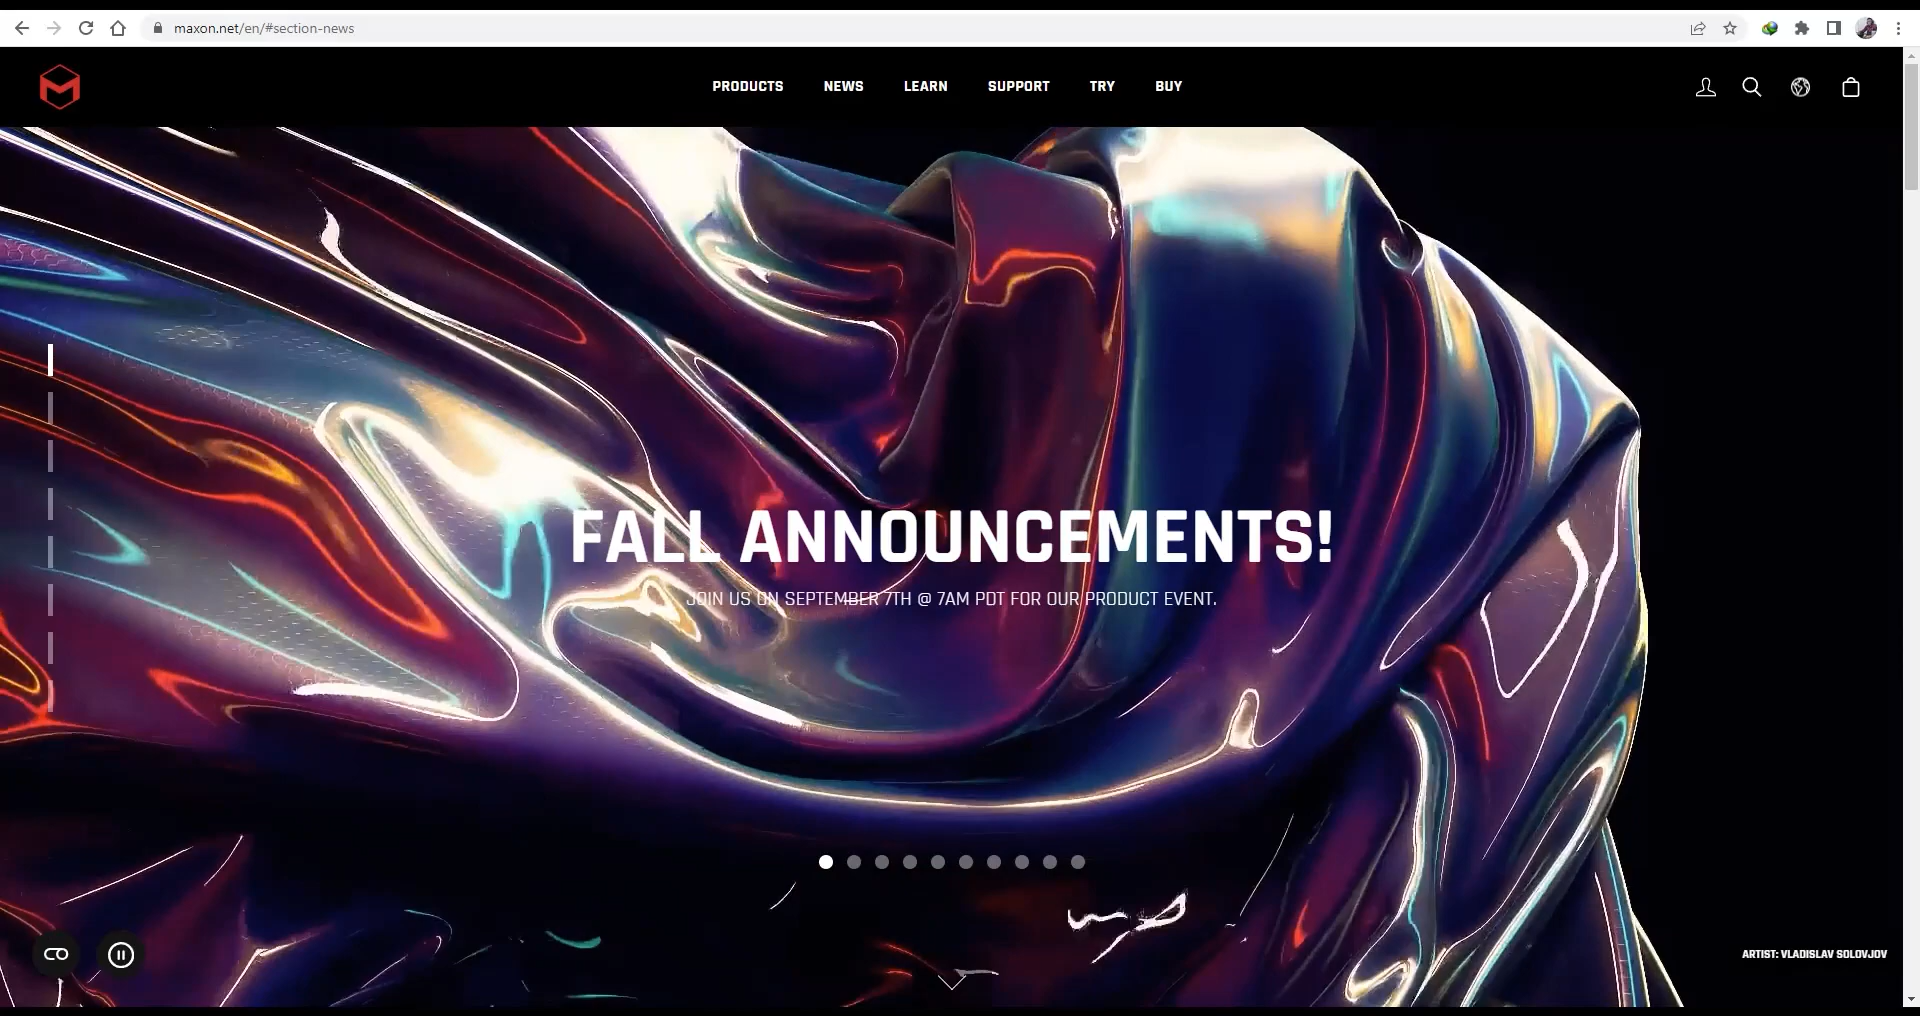 maxon.net/en/#section-news
PRODUCTS NEWS LEARN SUPPORT TRY BUY
FALL ANNOUNCEMENTS!
JOIN US ON SEPTEMBER 7TH @ 7AM PDT FOR OUR PRODUCT EVENT.
ARTIST: VLADISLAV SOLOVJOV